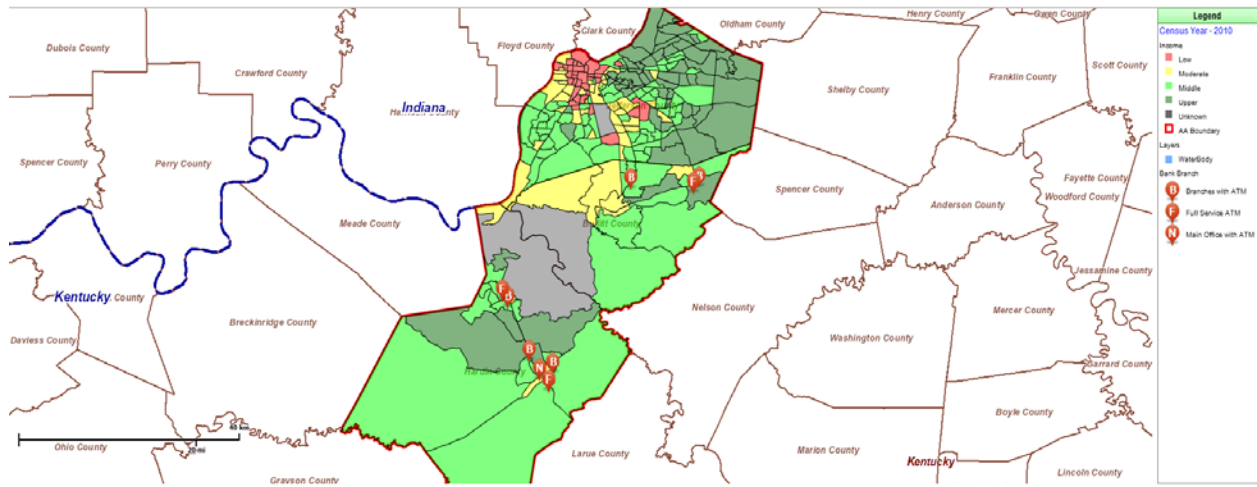 Dubois County
Crawford County
Floyd County
Clark County
Oldham County
Henry County
Owen County
Scott County
Franklin County
Shelby County
Indiana
Spencer County
Perry County
Meade County
Spencer County
Anderson County
Fayette County
Woodford County
Jessamine County
Kentucky
County
Breckinridge County
Daviess County
Nelson County
Washington County
Mercer County
Garrard County
Hardin County
Boyle County
40 km
20 mi
Ohio County
Grayson County
Larue County
Marion County
Kentucky
Lincoln County
B
F
B
B
N
F
Legend
Census Year - 2010
Income
Low
Moderate
Middle
Upper
Unknown
AA Boundary
Layers
WaterBody
Bank Branch
B Branches with ATM
F Full Service ATM
N Main Office with ATM